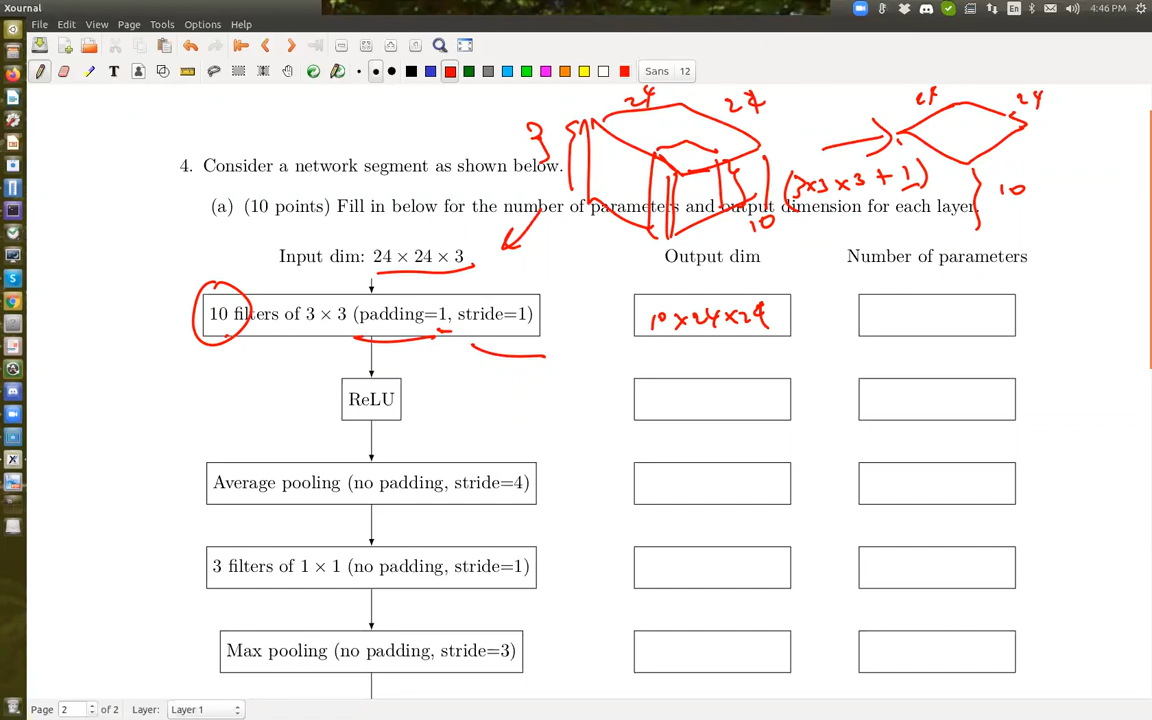 Xournal
En
4:46 PM
File Edit View Page Tools Options Help
T
Sans 12
24 24
24
3
4. Consider a network segment as shown below.
(3×3×3 + 1)
10
(a) (10 points) Fill in below for the number of parameters and output dimension for each layer.
10
Input dim: 24 × 24 × 3 Output dim Number of parameters
10 filters of 3 × 3 (padding=1, stride=1) 10×24×24
ReLU
Average pooling (no padding, stride=4)
3 filters of 1 × 1 (no padding, stride=1)
Max pooling (no padding, stride=3)
Page 2 of 2 Layer: Layer 1